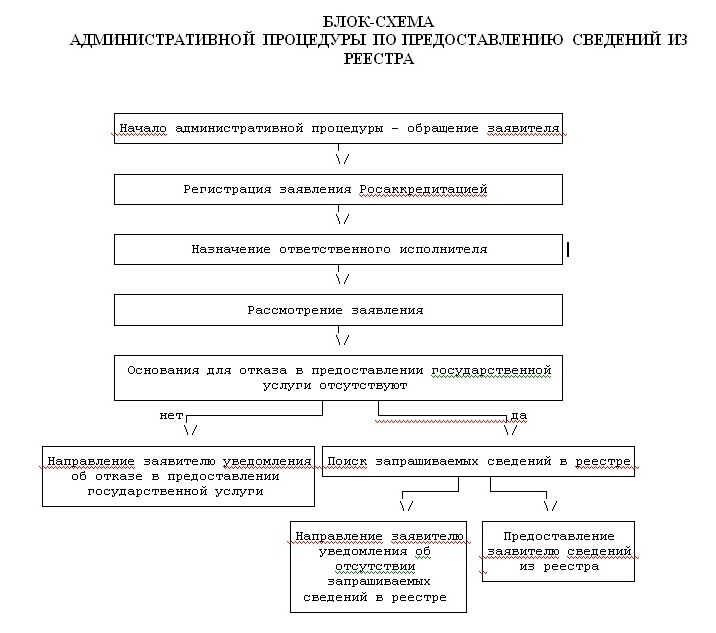 БЛОК-СХЕМА
АДМИНИСТРАТИВНОЙ ПРОЦЕДУРЫ ПО ПРЕДОСТАВЛЕНИЮ СВЕДЕНИЙ ИЗ
РЕЕСТРА
Начало административной процедуры - обращение заявителя
\/
Регистрация заявления Росаккредитацией
\/
Назначение ответственного исполнителя
\/
Рассмотрение заявления
\/
Основания для отказа в предоставлении государственной
услуги отсутствуют
нет
да
\/
\/
Направление заявителю уведомления
об отказе в предоставлении
государственной услуги
Поиск запрашиваемых сведений в реестре
\/
\/
Направление заявителю
уведомления об
отсутствии
запрашиваемых
сведений в реестре
Предоставление
заявителю сведений
из реестра